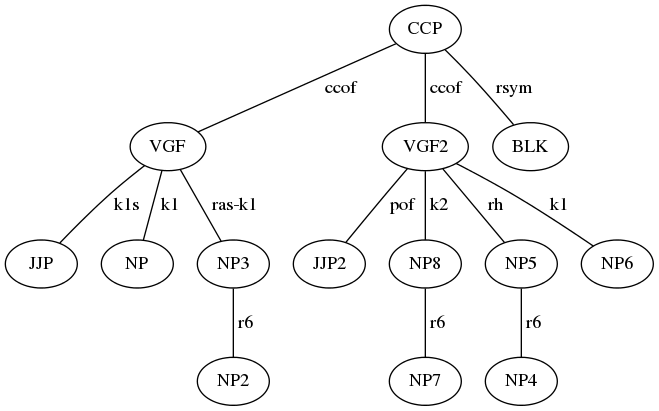 CCP
ccof ccof rsym
VGF VGF2 BLK
k1s k1 ras-k1 pof k2 rh k1
JJP NP NP3 JJP2 NP8 NP5 NP6
r6 r6 r6
NP2 NP7 NP4